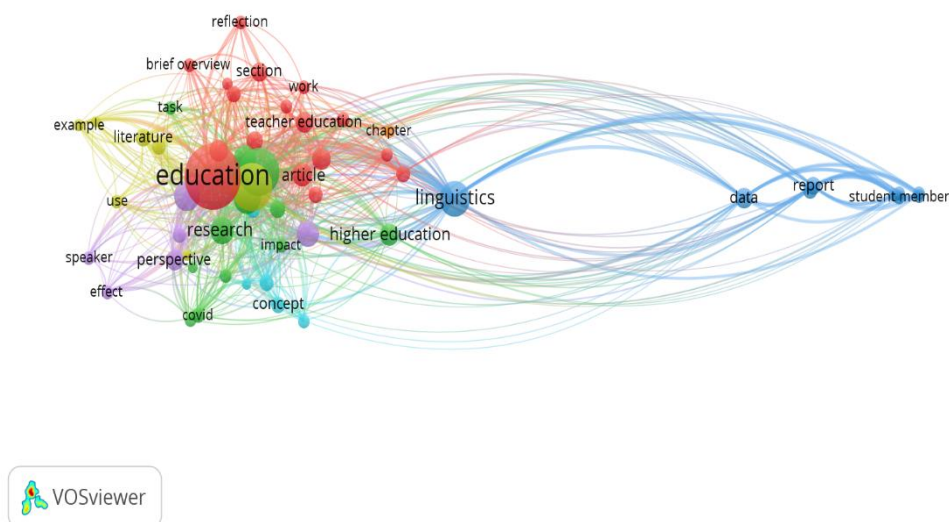 reflection
brief overview
section
work
task
teacher education
example
literature
chapter
education
article
use
linguistics
data
report
student member
research
impact
higher education
speaker
perspective
effect
concept
covid
VOSviewer